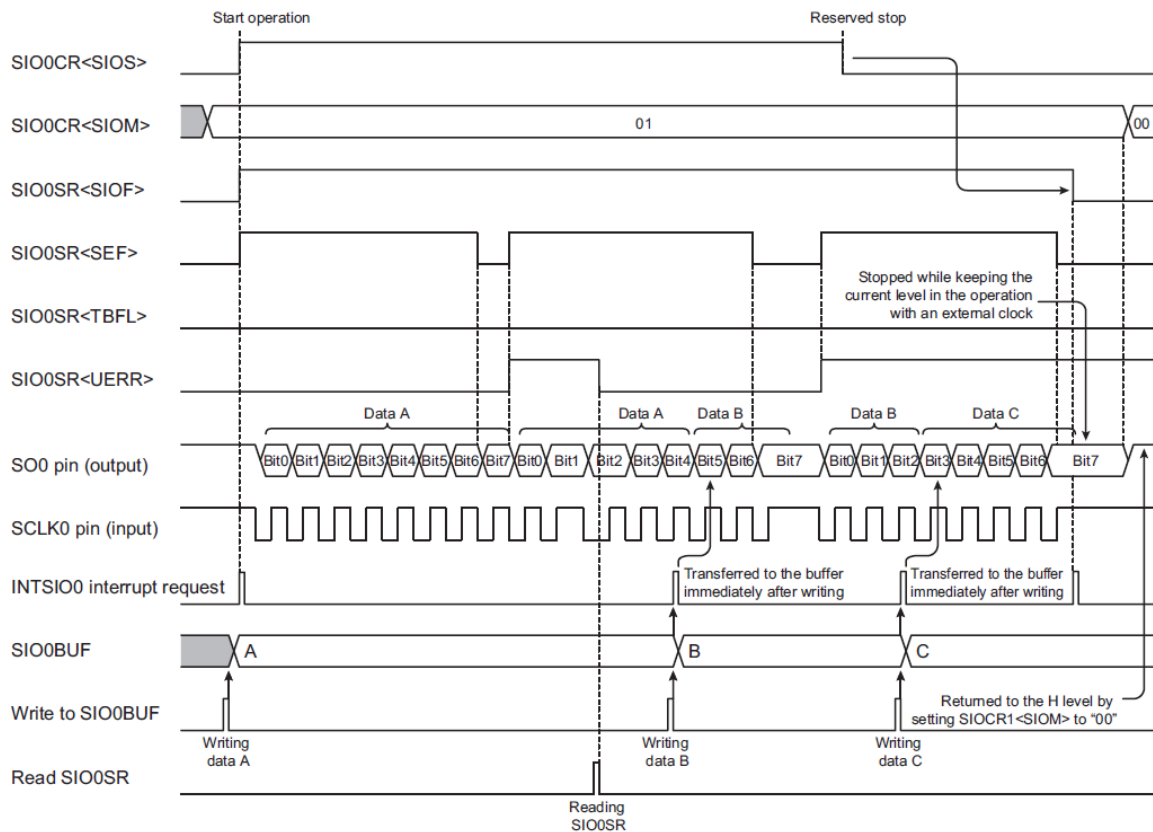 Start operation
Reserved stop
SIO0CR<SIOS>
SIO0CR<SIOM>
01
00
SIO0SR<SIOF>
SIO0SR<SEF>
Stopped while keeping the
current level in the operation
with an external clock
SIO0SR<TBFL>
SIO0SR<UERR>
Data A
Data A
Data B
Data B
Data C
SO0 pin (output)
Bit0 Bit1 Bit2 Bit3 Bit4 Bit5 Bit6 Bit7 Bit0 Bit1 Bit2 Bit3 Bit4 Bit5 Bit6 Bit7 Bit0 Bit1 Bit2 Bit3 Bit4 Bit5 Bit6 Bit7
SCLK0 pin (input)
INTSIO0 interrupt request
Transferred to the buffer
immediately after writing
Transferred to the buffer
immediately after writing
SIO0BUF
A
B
C
Write to SIO0BUF
Returned to the H level by
setting SIOCR1<SIOM> to “00”
Writing
data A
Writing
data B
Writing
data C
Read SIO0SR
Reading
SIO0SR